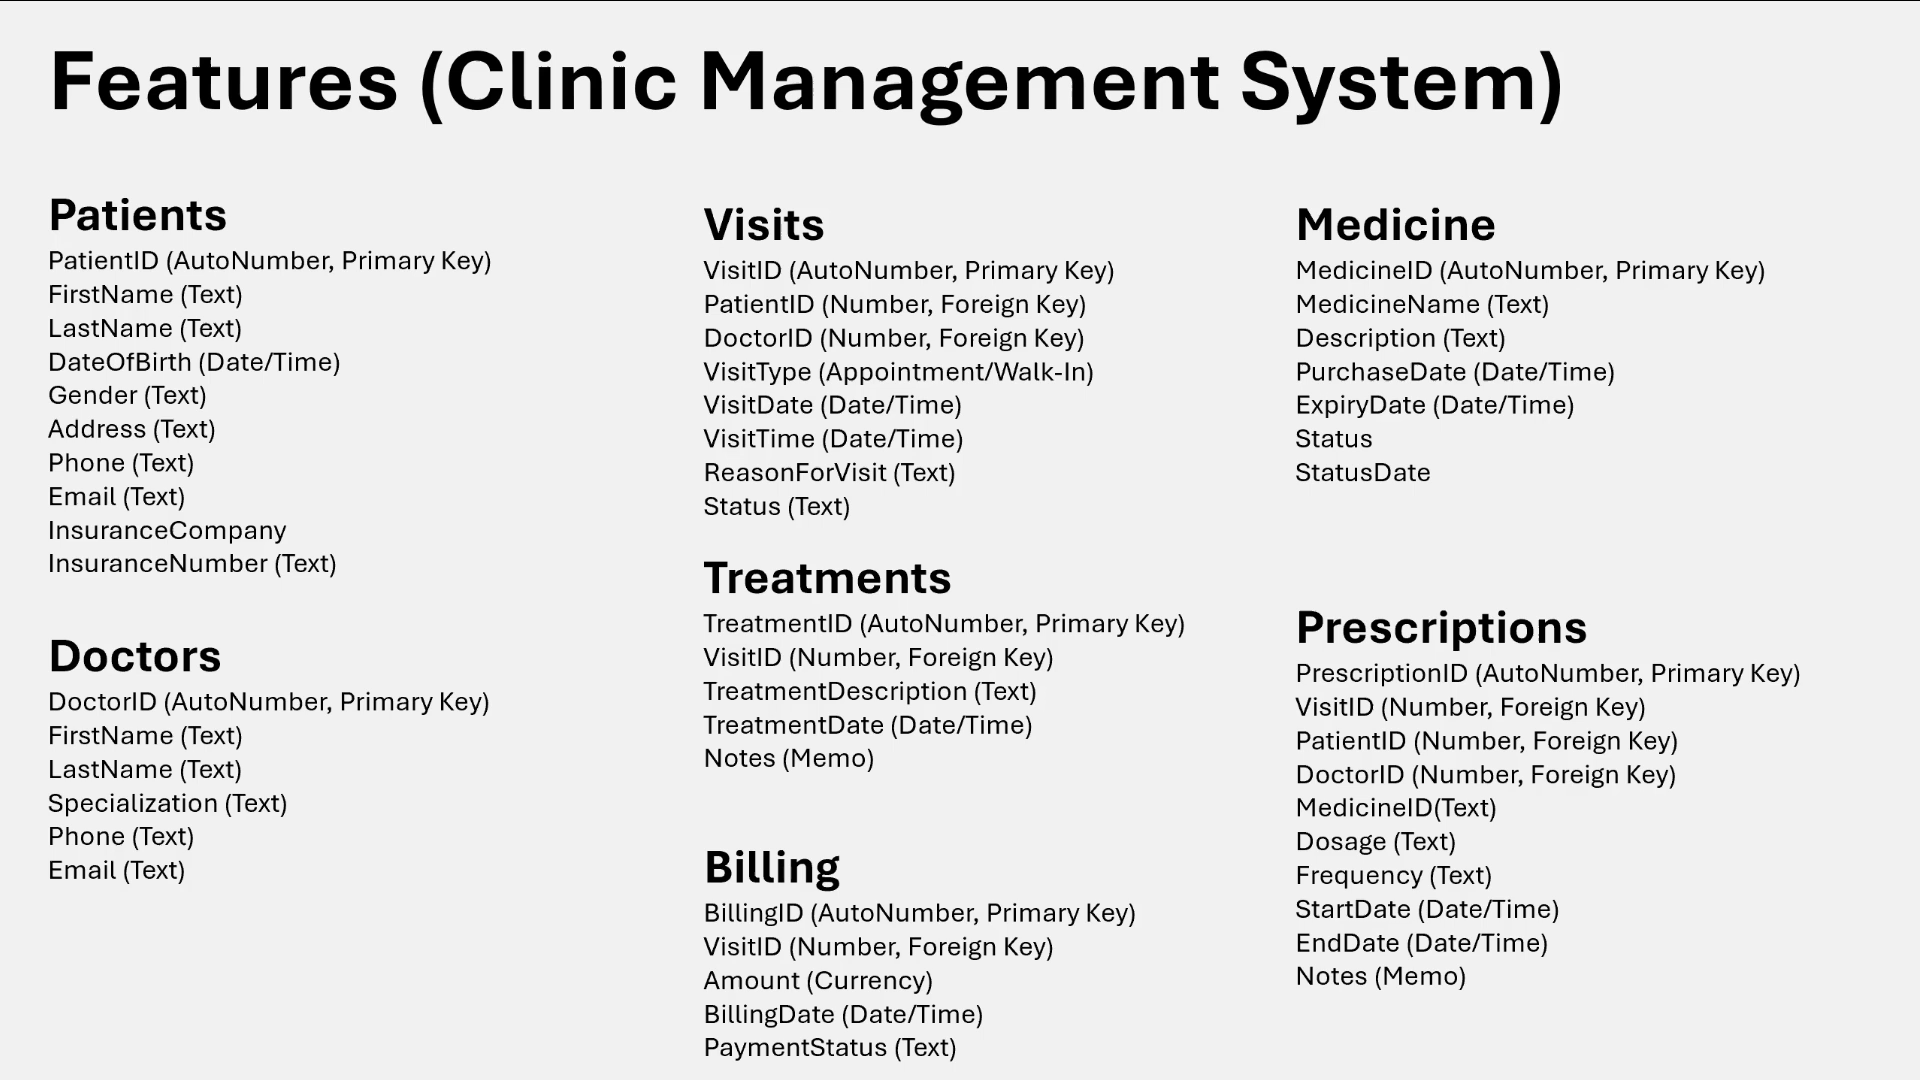 Features (Clinic Management System)
Patients
PatientID (AutoNumber, Primary Key)
FirstName (Text)
LastName (Text)
DateOfBirth (Date/Time)
Gender (Text)
Address (Text)
Phone (Text)
Email (Text)
InsuranceCompany
InsuranceNumber (Text)
Doctors
DoctorID (AutoNumber, Primary Key)
FirstName (Text)
LastName (Text)
Specialization (Text)
Phone (Text)
Email (Text)
Visits
VisitID (AutoNumber, Primary Key)
PatientID (Number, Foreign Key)
DoctorID (Number, Foreign Key)
VisitType (Appointment/Walk-In)
VisitDate (Date/Time)
VisitTime (Date/Time)
ReasonForVisit (Text)
Status (Text)
Treatments
TreatmentID (AutoNumber, Primary Key)
VisitID (Number, Foreign Key)
TreatmentDescription (Text)
TreatmentDate (Date/Time)
Notes (Memo)
Billing
BillingID (AutoNumber, Primary Key)
VisitID (Number, Foreign Key)
Amount (Currency)
BillingDate (Date/Time)
PaymentStatus (Text)
Medicine
MedicineID (AutoNumber, Primary Key)
MedicineName (Text)
Description (Text)
PurchaseDate (Date/Time)
ExpiryDate (Date/Time)
Status
StatusDate
Prescriptions
PrescriptionID (AutoNumber, Primary Key)
VisitID (Number, Foreign Key)
PatientID (Number, Foreign Key)
DoctorID (Number, Foreign Key)
MedicineID(Text)
Dosage (Text)
Frequency (Text)
StartDate (Date/Time)
EndDate (Date/Time)
Notes (Memo)